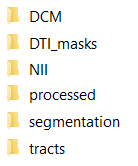 DCM
DTI_masks
NII
processed
segmentation
tracts